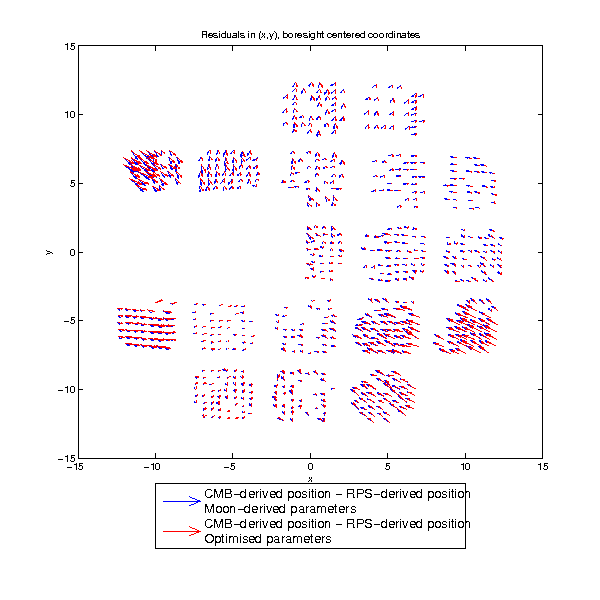 Residuals in (x,y), boresight centered coordinates
15
10
5
0
−5
−10
−15
y
−15
−10
−5
0
5
10
15
x
CMB−derived position − RPS−derived position
Moon−derived parameters
CMB−derived position − RPS−derived position
Optimised parameters